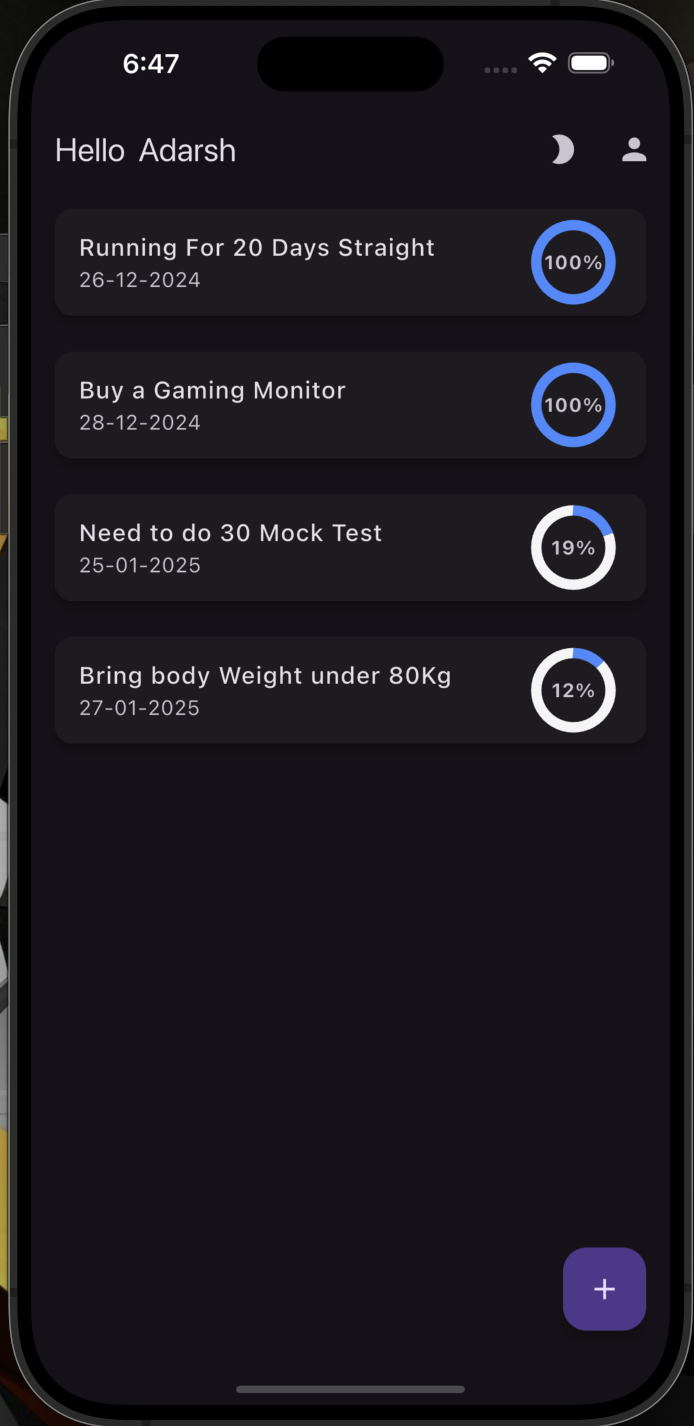 6:47
Hello Adarsh
Running For 20 Days Straight
26-12-2024
100%
Buy a Gaming Monitor
28-12-2024
100%
Need to do 30 Mock Test
25-01-2025
19%
Bring body Weight under 80Kg
27-01-2025
12%
+